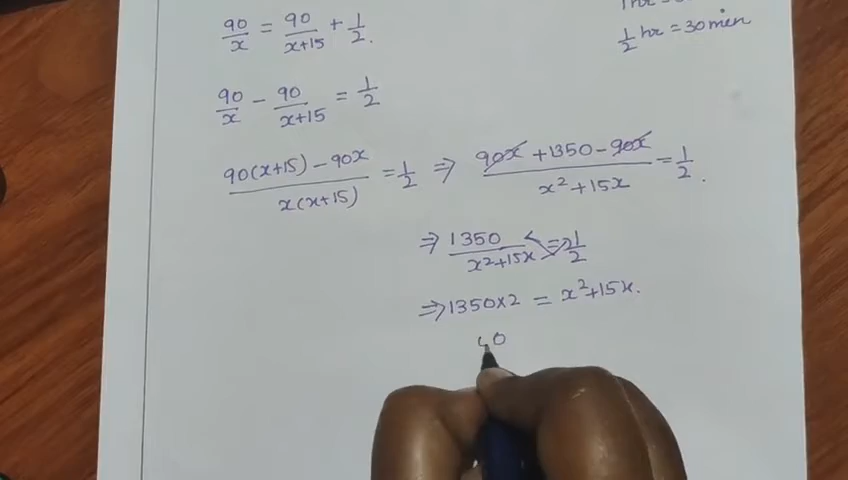 90/x = 90/x+15 + 1/2.
1/2 hr = 30 min
90/x - 90/x+15 = 1/2
90(x+15) - 90x / x(x+15) = 1/2 ⇒ 90x + 1350 - 90x / x²+15x = 1/2.
⇒ 1350 / x²+15x = 1/2
⇒ 1350×2 = x²+15x.